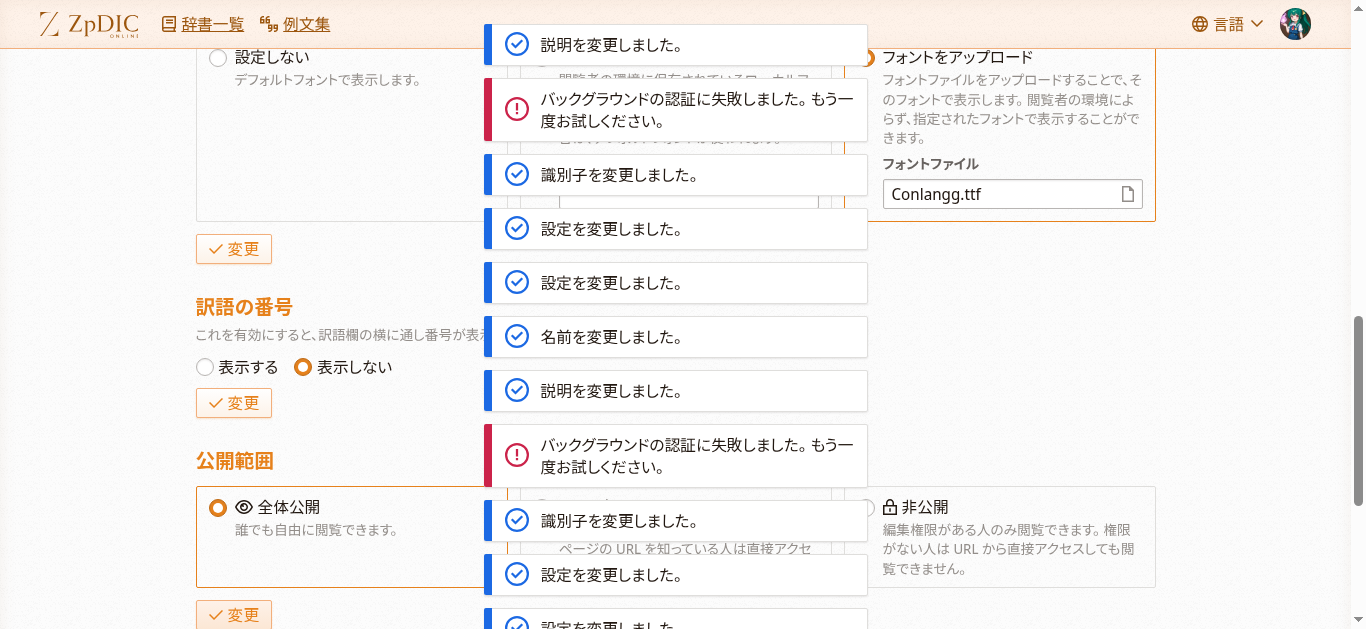 ZpDIC
ONLINE
辞書一覧
例文集
言語
設定しない
デフォルトフォントで表示します。
フォントをアップロード
フォントファイルをアップロードすることで、そ
のフォントで表示します。閲覧者の環境によ
らず、指定されたフォントで表示することがで
きます。
フォントファイル
Conlangg.ttf
変更
説明を変更しました。
バックグラウンドの認証に失敗しました。もう一
度お試しください。
識別子を変更しました。
設定を変更しました。
設定を変更しました。
名前を変更しました。
説明を変更しました。
バックグラウンドの認証に失敗しました。もう一
度お試しください。
識別子を変更しました。
設定を変更しました。
設定を変更しました。
訳語の番号
これを有効にすると、訳語欄の横に通し番号が表
表示する
表示しない
変更
公開範囲
全体公開
誰でも自由に閲覧できます。
ページの URL を知っている人は直接アクセ
非公開
編集権限がある人のみ閲覧できます。権限
がない人は URL から直接アクセスしても閲
覧できません。
変更